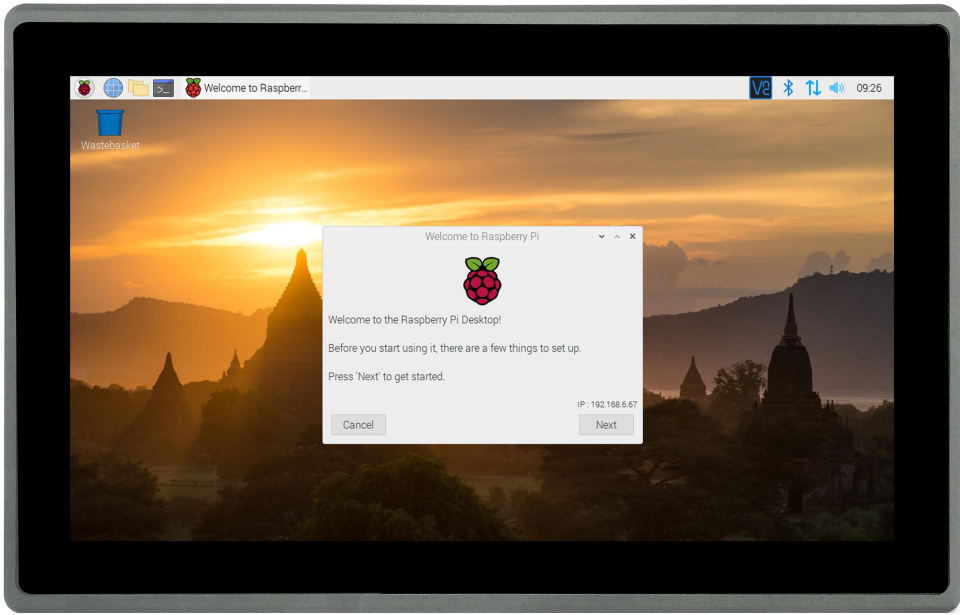 Welcome to Raspberr...
VR
09:26
Wastebasket
Welcome to Raspberry Pi
Welcome to the Raspberry Pi Desktop!
Before you start using it, there are a few things to set up.
Press 'Next' to get started.
IP : 192.168.6.67
Cancel
Next